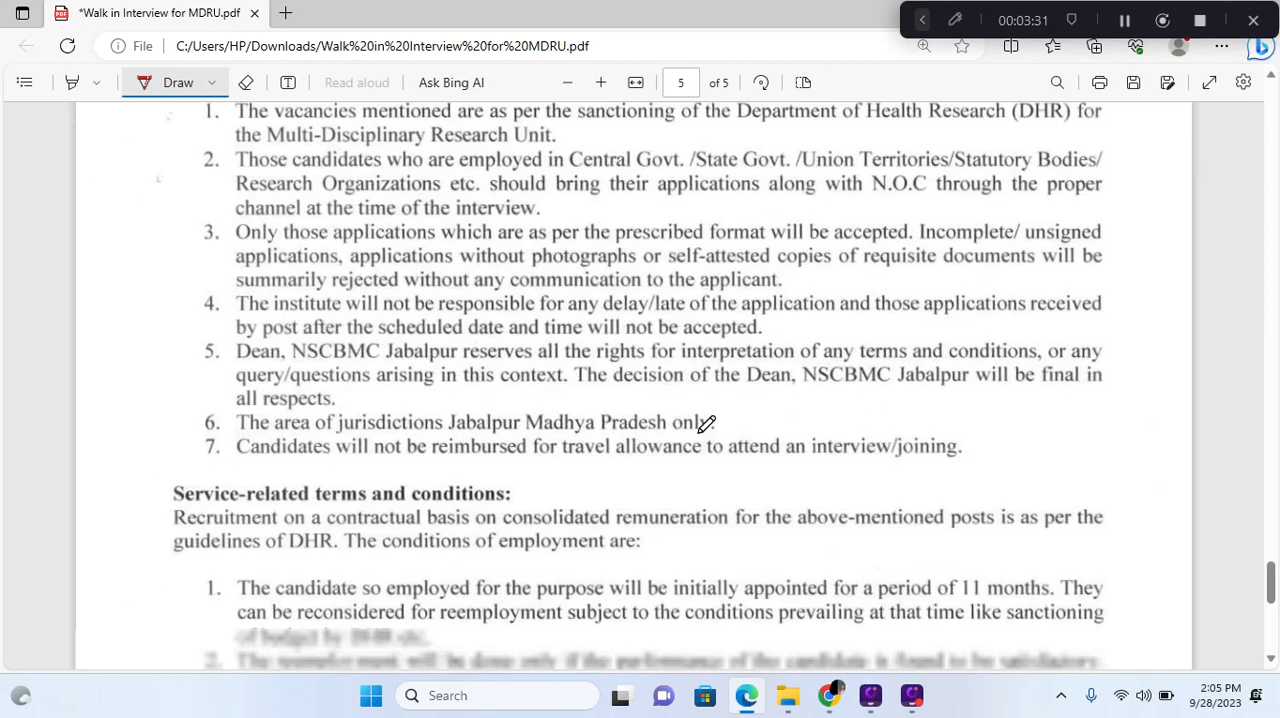 *Walk in Interview for MDRU.pdf
00:03:31
File
C:/Users/HP/Downloads/Walk%20in%20Interview%20for%20MDRU.pdf
Draw
Read aloud
Ask Bing AI
5
of 5
1. The vacancies mentioned are as per the sanctioning of the Department of Health Research (DHR) for
the Multi-Disciplinary Research Unit.
2. Those candidates who are employed in Central Govt. /State Govt. /Union Territories/Statutory Bodies/
Research Organizations etc. should bring their applications along with N.O.C through the proper
channel at the time of the interview.
3. Only those applications which are as per the prescribed format will be accepted. Incomplete/ unsigned
applications, applications without photographs or self-attested copies of requisite documents will be
summarily rejected without any communication to the applicant.
4. The institute will not be responsible for any delay/late of the application and those applications received
by post after the scheduled date and time will not be accepted.
5. Dean, NSCBMC Jabalpur reserves all the rights for interpretation of any terms and conditions, or any
query/questions arising in this context. The decision of the Dean, NSCBMC Jabalpur will be final in
all respects.
6. The area of jurisdictions Jabalpur Madhya Pradesh only
7. Candidates will not be reimbursed for travel allowance to attend an interview/joining.
Service-related terms and conditions:
Recruitment on a contractual basis on consolidated remuneration for the above-mentioned posts is as per the
guidelines of DHR. The conditions of employment are:
1. The candidate so employed for the purpose will be initially appointed for a period of 11 months. They
can be reconsidered for reemployment subject to the conditions prevailing at that time like sanctioning
Search
2:05 PM
9/28/2023